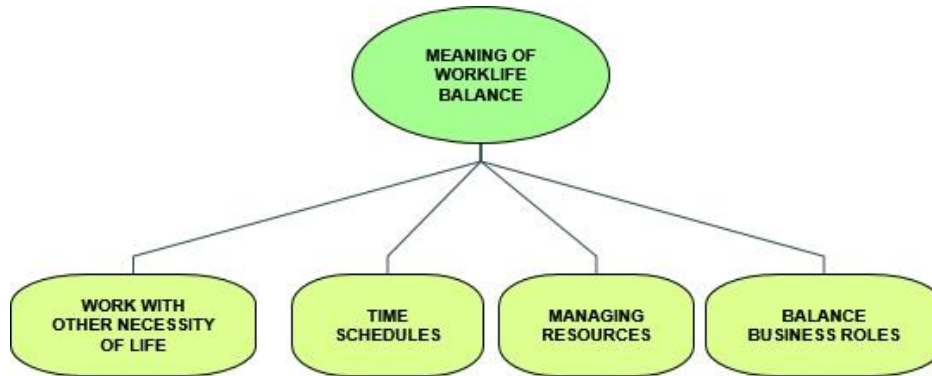 MEANING OF
WORKLIFE
BALANCE
WORK WITH
OTHER NECESSITY
OF LIFE
TIME
SCHEDULES
MANAGING
RESOURCES
BALANCE
BUSINESS ROLES